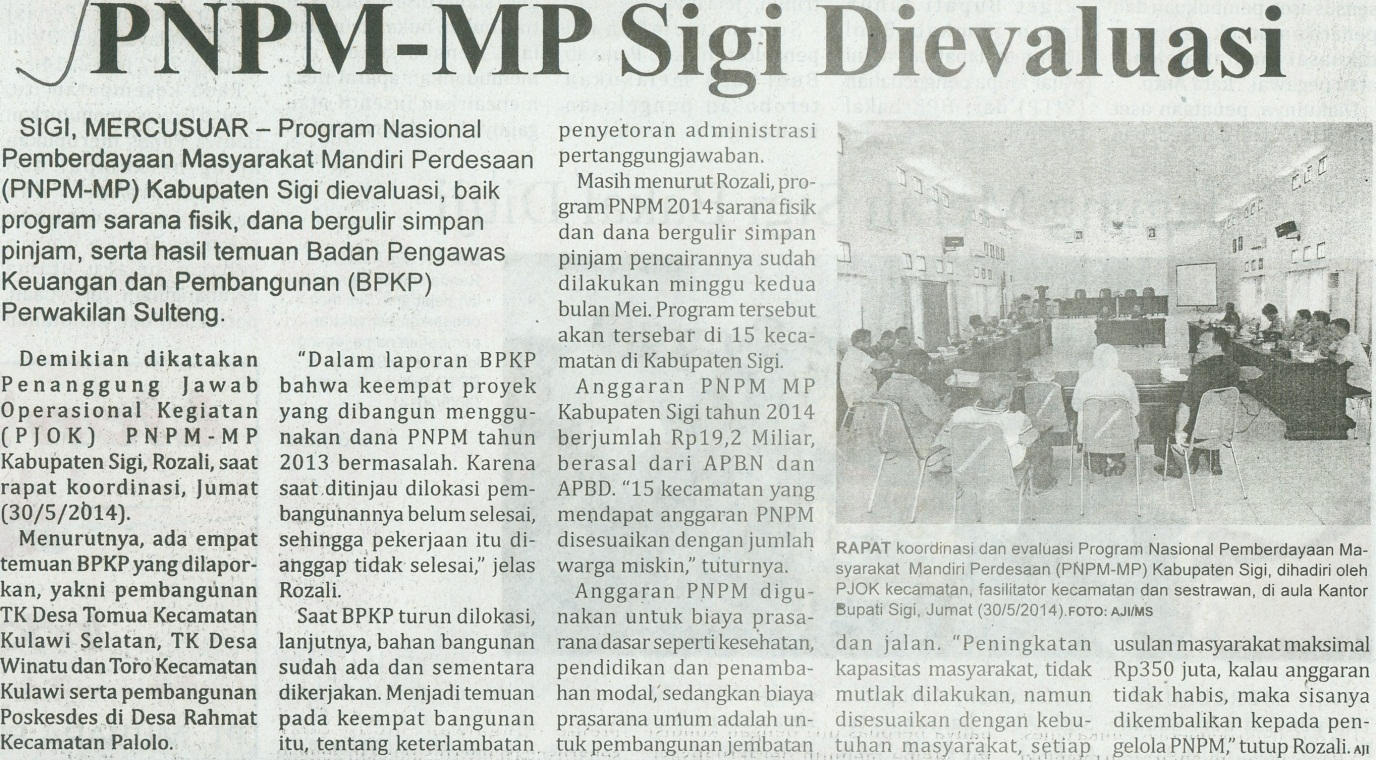 PNPM-MP Sigi Dievaluasi
SIGI, MERCUSUAR – Program Nasional
Pemberdayaan Masyarakat Mandiri Perdesaan
(PNPM-MP) Kabupaten Sigi dievaluasi, baik
program sarana fisik, dana bergulir simpan
pinjam, serta hasil temuan Badan Pengawas
Keuangan dan Pembangunan (BPKP)
Perwakilan Sulteng.
Demikian dikatakan
Penanggung Jawab
Operasional Kegiatan
(PJOK) PNPM-MP
Kabupaten Sigi, Rozali, saat
rapat koordinasi, Jumat
(30/5/2014).
Menurutnya, ada empat
temuan BPKP yang dilapor-
kan, yakni pembangunan
TK Desa Tomua Kecamatan
Kulawi Selatan, TK Desa
Winatu dan Toro Kecamatan
Kulawi serta pembangunan
Poskesdes di Desa Rahmat
Kecamatan Palolo.
“Dalam laporan BPKP
bahwa keempat proyek
yang dibangun menggu-
nakan dana PNPM tahun
2013 bermasalah. Karena
saat ditinjau dilokasi pem-
bangunannya belum selesai,
sehingga pekerjaan itu di-
anggap tidak selesai,” jelas
Rozali.
Saat BPKP turun dilokasi,
lanjutnya, bahan bangunan
sudah ada dan sementara
dikerjakan. Menjadi temuan
pada keempat bangunan
itu, tentang keterlambatan
penyetoran administrasi
pertanggungjawaban.
Masih menurut Rozali, pro-
gram PNPM 2014 sarana fisik
dan dana bergulir simpan
pinjam pencairannya sudah
dilakukan minggu kedua
bulan Mei. Program tersebut
akan tersebar di 15 keca-
matan di Kabupaten Sigi.
Anggaran PNPM MP
Kabupaten Sigi tahun 2014
berjumlah Rp19,2 Miliar,
berasal dari APBN dan
APBD. “15 kecamatan yang
mendapat anggaran PNPM
disesuaikan dengan jumlah
warga miskin,” tuturnya.
Anggaran PNPM digu-
nakan untuk biaya prasa-
rana dasar seperti kesehatan,
pendidikan dan penamba-
han modal, sedangkan biaya
prasarana umum adalah un-
tuk pembangunan jembatan
RAPAT koordinasi dan evaluasi Program Nasional Pemberdayaan Ma-
syarakat Mandiri Perdesaan (PNPM-MP) Kabupaten Sigi, dihadiri oleh
PJOK kecamatan, fasilitator kecamatan dan sestrawan, di aula Kantor
Bupati Sigi, Jumat (30/5/2014).FOTO: AJI/MS
dan jalan. “Peningkatan
kapasitas masyarakat, tidak
mutlak dilakukan, namun
disesuaikan dengan kebu-
tuhan masyarakat, setiap
usulan masyarakat maksimal
Rp350 juta, kalau anggaran
tidak habis, maka sisanya
dikembalikan kepada pen-
gelola PNPM,” tutup Rozali. AJI